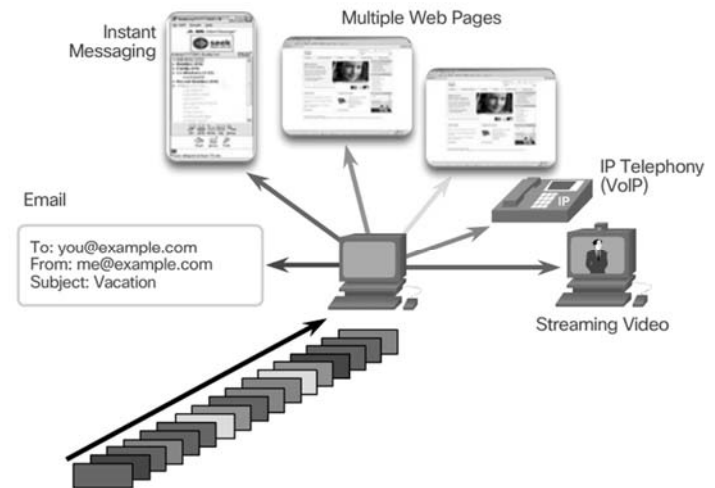 Instant
Messaging
Multiple Web Pages
seek
IP Telephony
(VoIP)
IP
Email
To: you@example.com
From: me@example.com
Subject: Vacation
Streaming Video